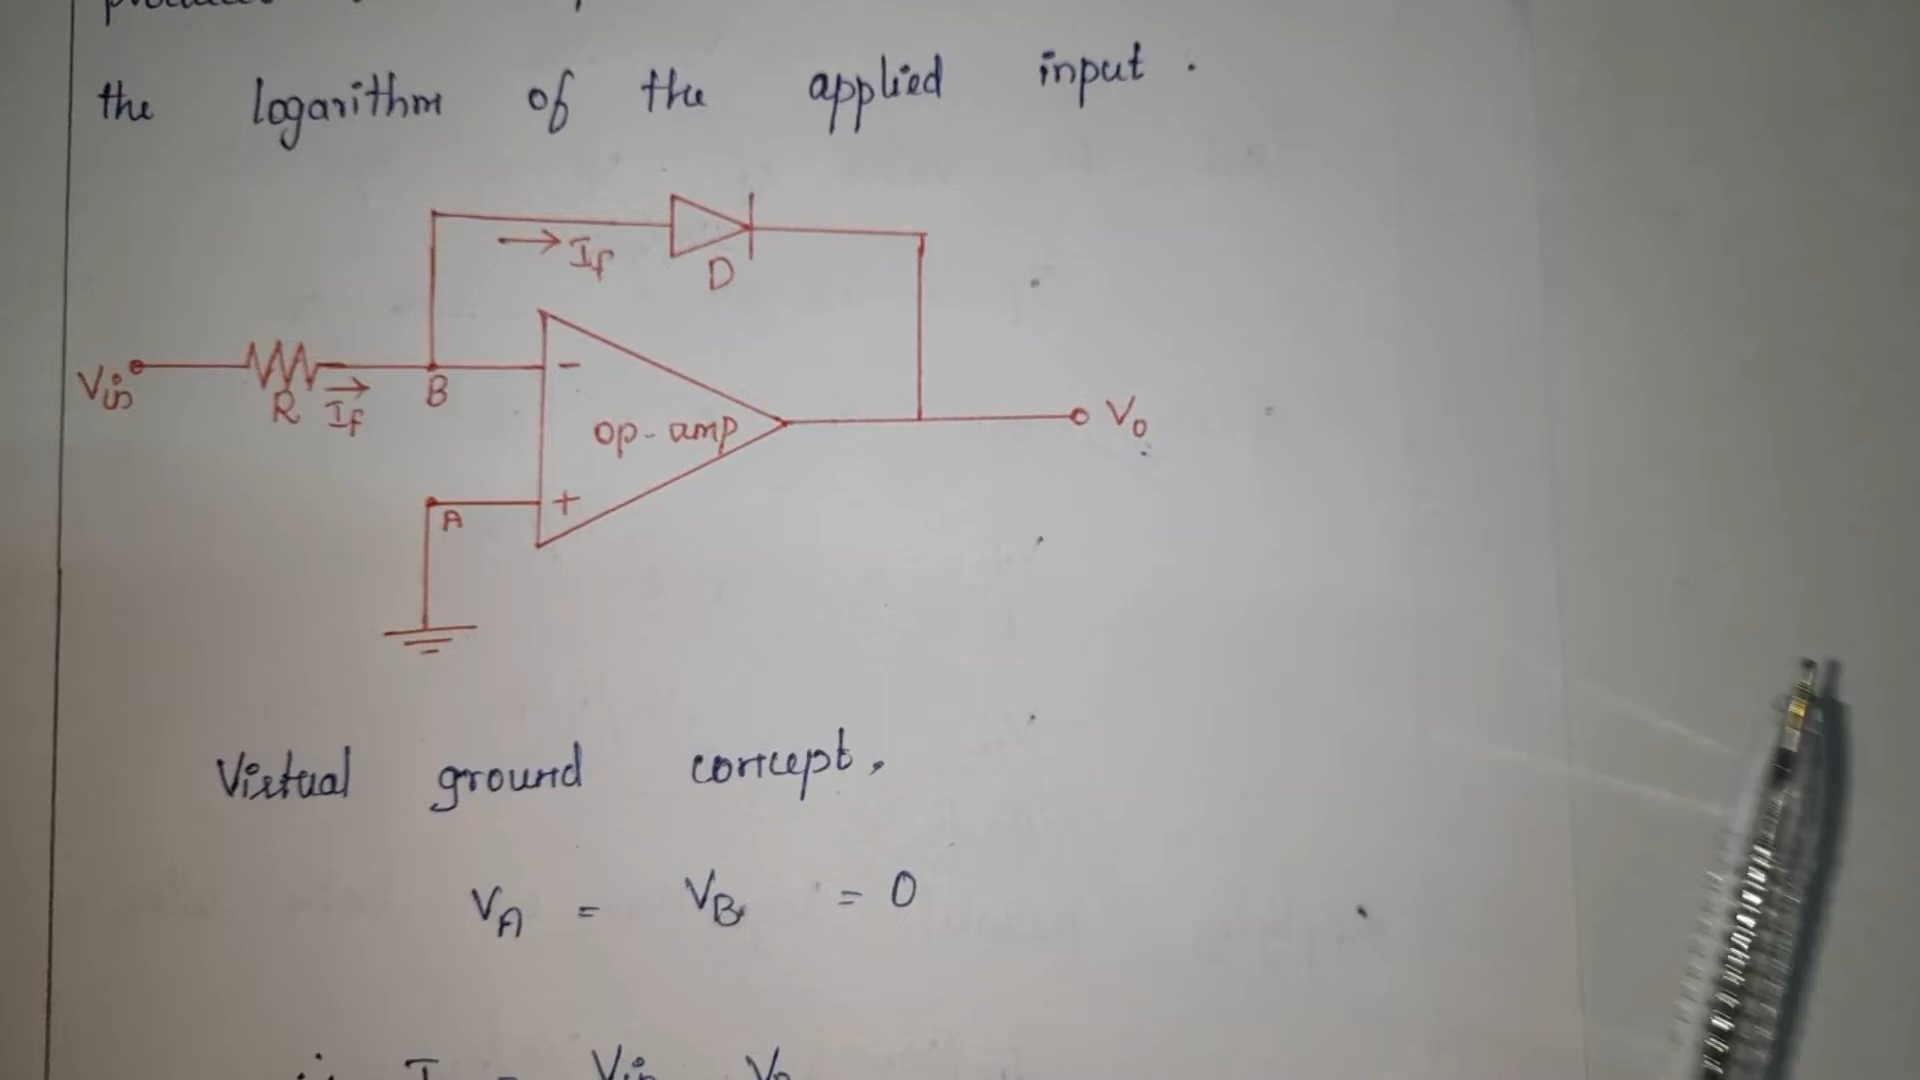 the logarithm of the applied input .
If
D
Vin
R
If
B
-
op-amp
Vo
A
+
Virtual ground concept,
VA = VB = 0